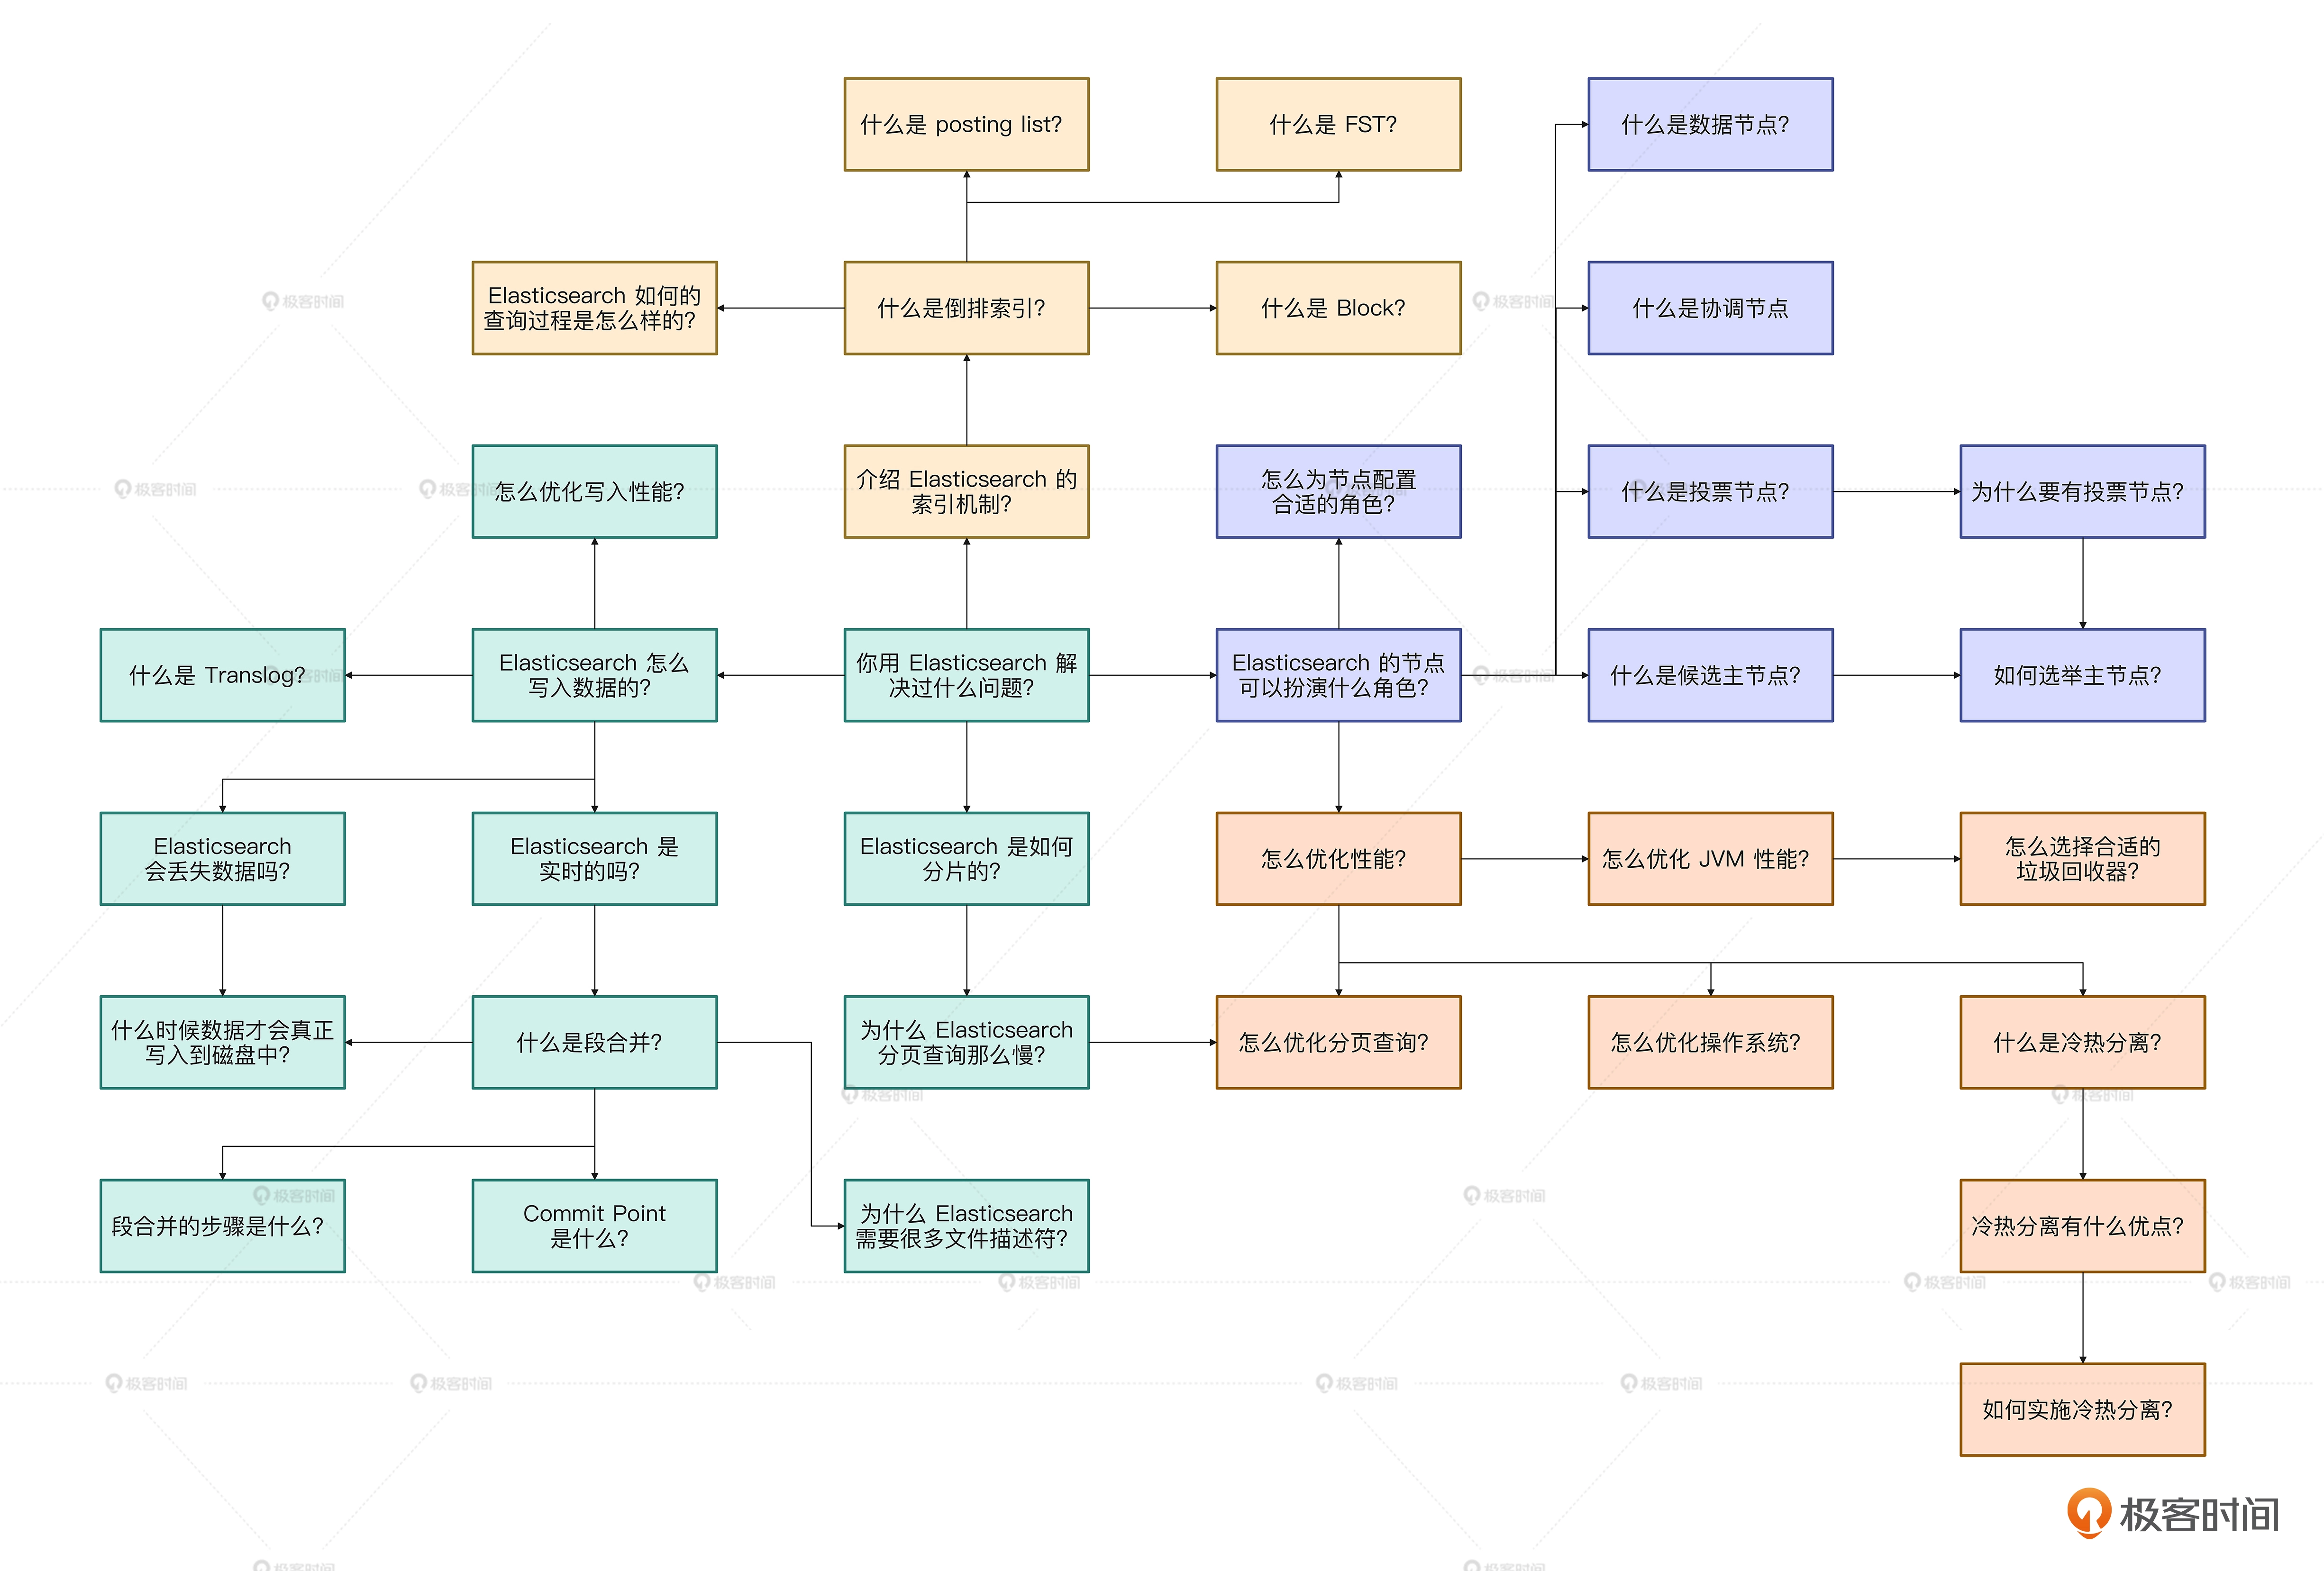 什么是 posting list?
什么是 FST?
什么是数据节点?
Elasticsearch 如何的
查询过程是怎么样的?
什么是倒排索引?
什么是 Block?
什么是协调节点
怎么优化写入性能?
介绍 Elasticsearch 的
索引机制?
怎么为节点配置
合适的角色?
什么是投票节点?
为什么要有投票节点?
什么是 Translog?
Elasticsearch 怎么
写入数据的?
你用 Elasticsearch 解
决过什么问题?
Elasticsearch 的节点
可以扮演什么角色?
什么是候选主节点?
如何选举主节点?
Elasticsearch
会丢失数据吗?
Elasticsearch 是
实时的吗?
Elasticsearch 是如何
分片的?
怎么优化性能?
怎么优化 JVM 性能?
怎么选择合适的
垃圾回收器?
什么时候数据才会真正
写入到磁盘中?
什么是段合并?
为什么 Elasticsearch
分页查询那么慢?
怎么优化分页查询?
怎么优化操作系统?
什么是冷热分离?
段合并的步骤是什么?
Commit Point
是什么?
为什么 Elasticsearch
需要很多文件描述符?
冷热分离有什么优点?
如何实施冷热分离?
极客时间